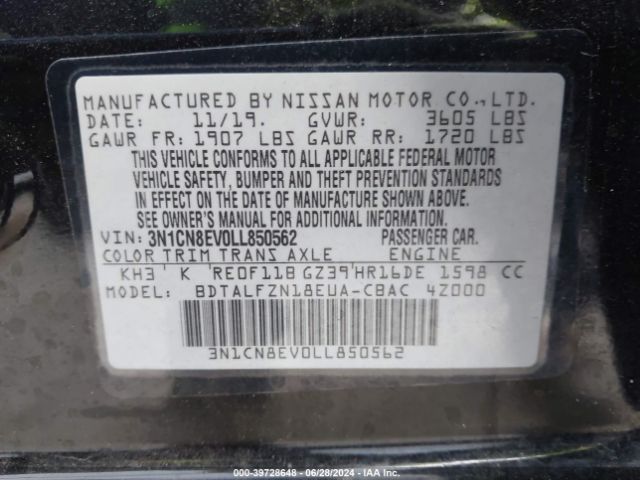 MANUFACTURED BY NISSAN MOTOR CO., LTD.
DATE: 11/19. GVWR: 3605 LBS
GAWR FR: 1907 LBS GAWR RR: 1720 LBS
THIS VEHICLE CONFORMS TO ALL APPLICABLE FEDERAL MOTOR
VEHICLE SAFETY, BUMPER AND THEFT PREVENTION STANDARDS
IN EFFECT ON THE DATE OF MANUFACTURE SHOWN ABOVE.
SEE OWNER'S MANUAL FOR ADDITIONAL INFORMATION.
VIN: 3N1CN8EV0LL850562 PASSENGER CAR.
COLOR TRIM TRANS AXLE ENGINE
KH3 K RE0F11B GZ39 HR16DE 1598 CC
MODEL: BDTALFZN18EUA-CBAC 4Z000
3N1CN8EV0LL850562
000-39728648 - 06/28/2024 - IAA Inc.